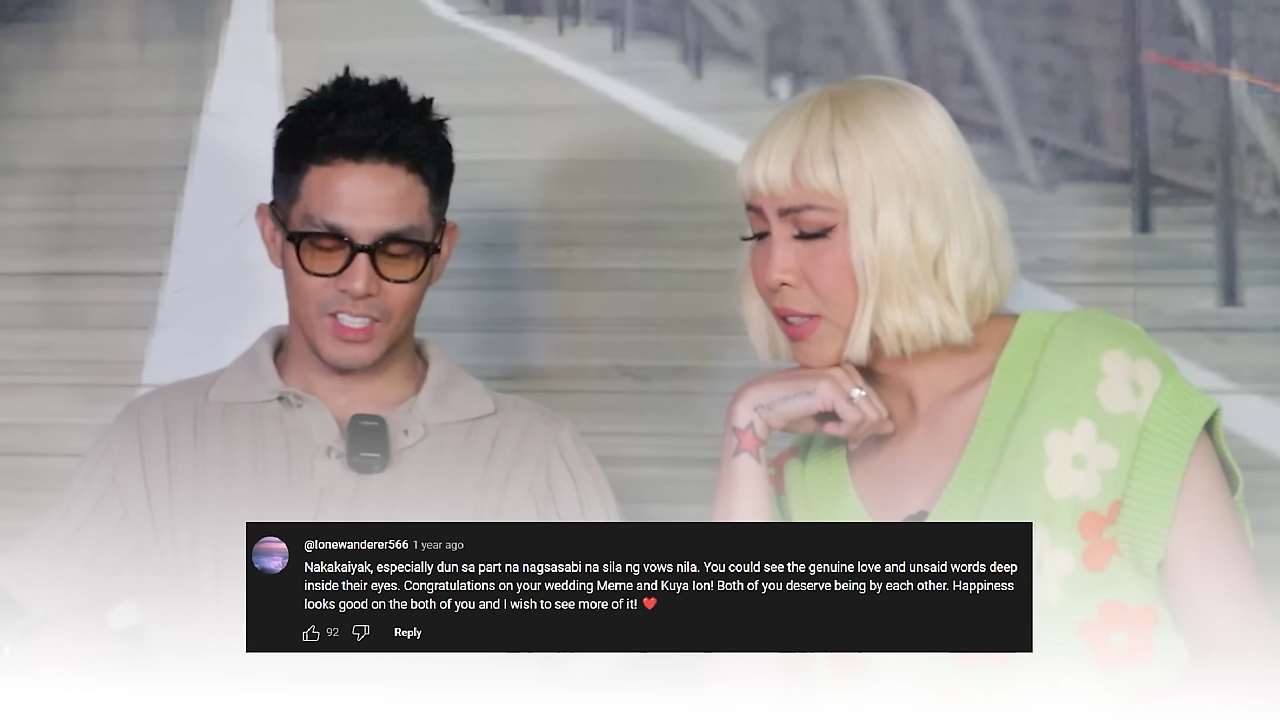 @lonewanderer566 1 year ago
Nakakaiyak, especially dun sa part na nagsasabi na sila ng vows nila. You could see the genuine love and unsaid words deep
inside their eyes. Congratulations on your wedding Meme and Kuya Ion! Both of you deserve being by each other. Happiness
looks good on the both of you and I wish to see more of it! ❤️
92 Reply